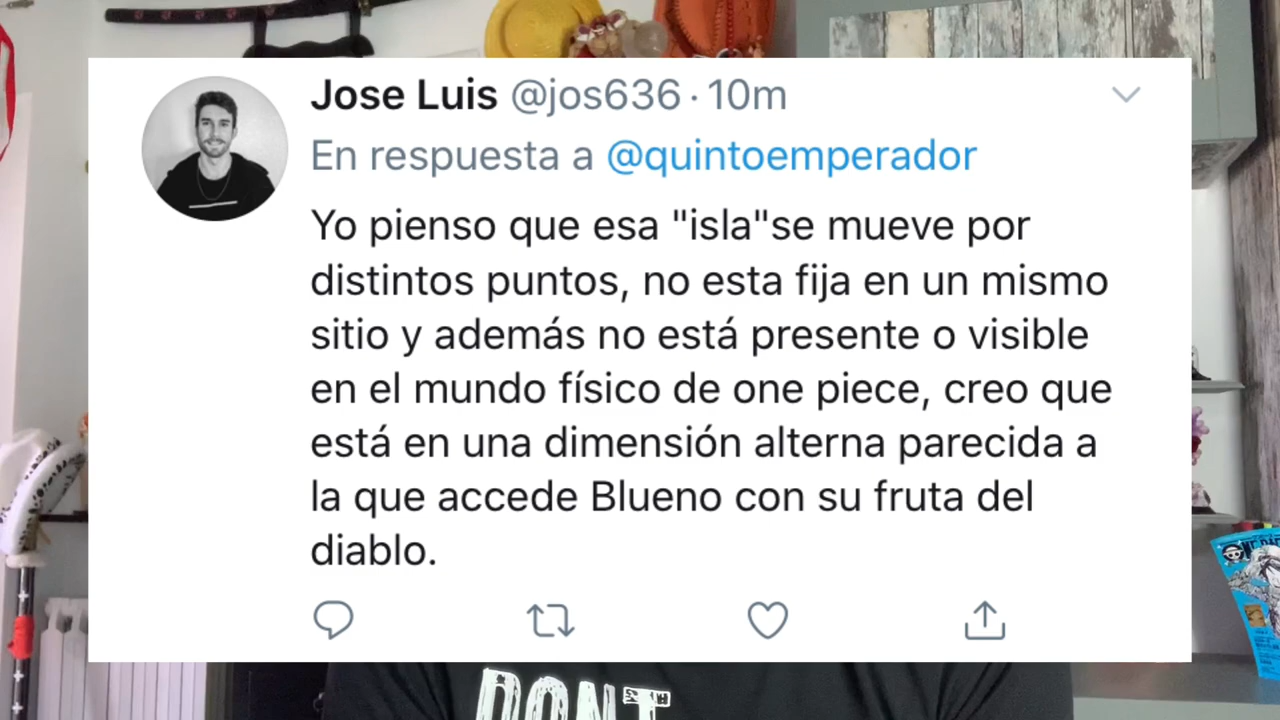 Jose Luis @jos636 · 10m
En respuesta a @quintoemperador
Yo pienso que esa "isla"se mueve por
distintos puntos, no esta fija en un mismo
sitio y además no está presente o visible
en el mundo físico de one piece, creo que
está en una dimensión alterna parecida a
la que accede Blueno con su fruta del
diablo.
DON'T